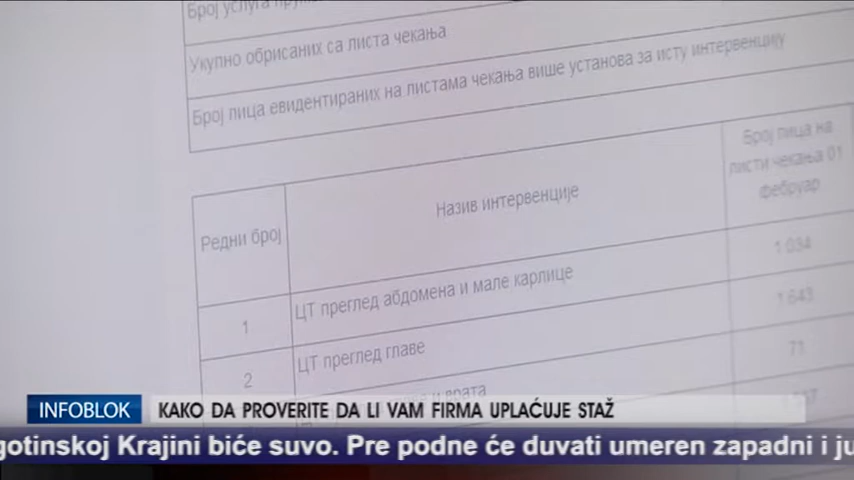 Број услуга
Укупно обрисаних са листа чекања
Број лица евидентираних на листама чекања више установа за исту интервенцију
Редни број
Назив интервенције
Број лица на
листи чекања 01
фебруар
1
ЦТ преглед абдомена и мале карлице
1 034
2
ЦТ преглед главе
1 643
врата
71
INFOBLOK
KAKO DA PROVERITE DA LI VAM FIRMA UPLAĆUJE STAŽ
gotinskoj Krajini biće suvo. Pre podne će duvati umeren zapadni i ju